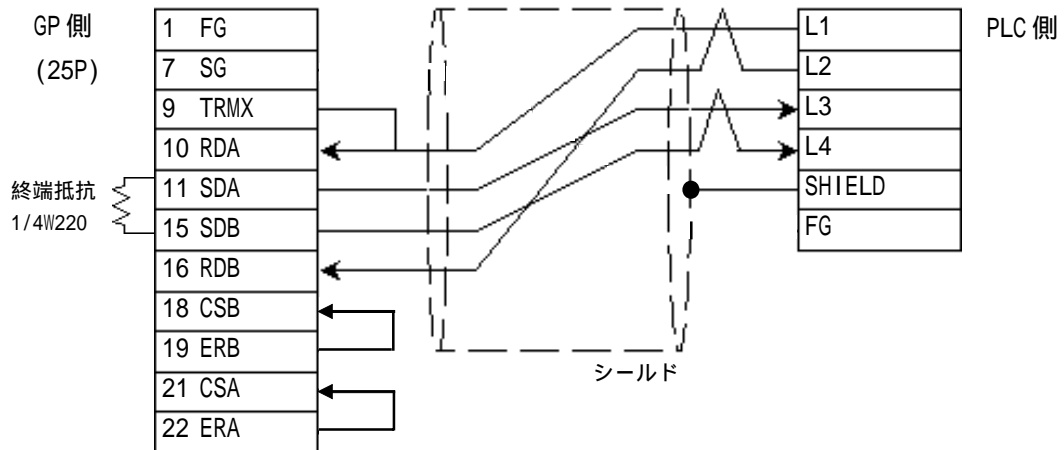 GP 側
(25P)
1 FG
7 SG
9 TRMX
10 RDA
11 SDA
15 SDB
16 RDB
18 CSB
19 ERB
21 CSA
22 ERA
終端抵抗
1/4W220
シールド
L1
L2
L3
L4
SHIELD
FG
PLC 側